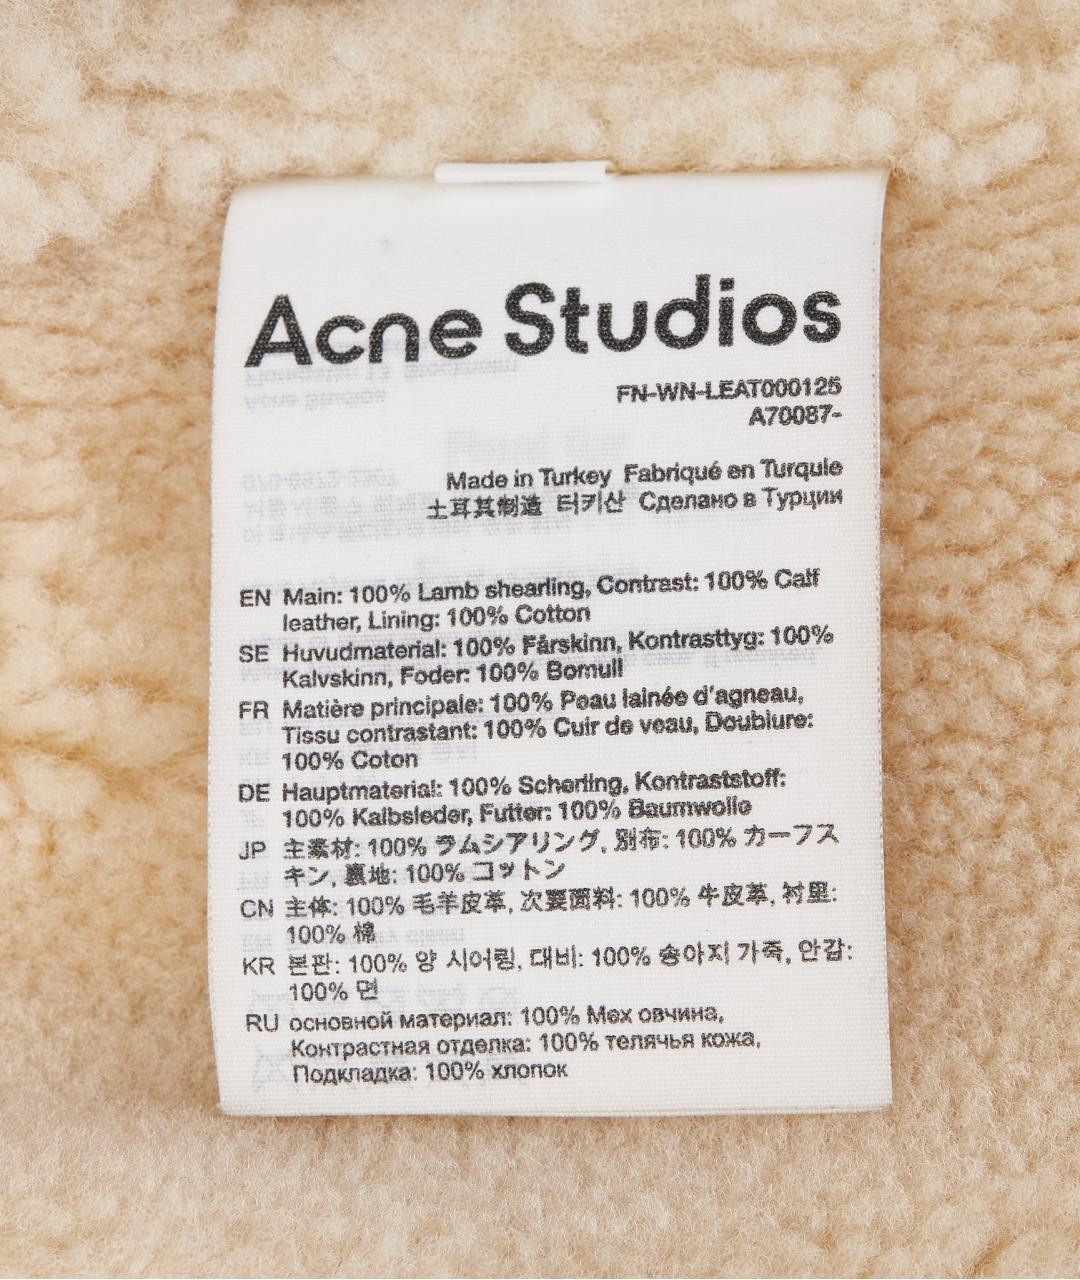 Acne Studios
FN-WN-LEAT000125
A70087-
Made in Turkey Fabriqué en Turquie
土耳其制造 터키산 Сделано в Турции
EN Main: 100% Lamb shearling, Contrast: 100% Calf
leather, Lining: 100% Cotton
SE Huvudmaterial: 100% Fårskinn, Kontrasttyg: 100%
Kalvskinn, Foder: 100% Bomull
FR Matière principale: 100% Peau lainée d'agneau,
Tissu contrastant: 100% Cuir de veau, Doublure:
100% Coton
DE Hauptmaterial: 100% Scherling, Kontraststoff:
100% Kalbsleder, Futter: 100% Baumwolle
JP 主素材: 100% ラムシアリング, 別布: 100% カーフス
キン, 裏地: 100% コットン
CN 主体: 100% 毛羊皮革, 次要面料: 100% 牛皮革, 衬里:
100% 棉
KR 본판: 100% 양 시어링, 대비: 100% 송아지 가죽, 안감:
100% 면
RU основной материал: 100% Мех овчина,
Контрастная отделка: 100% телячья кожа,
Подкладка: 100% хлопок